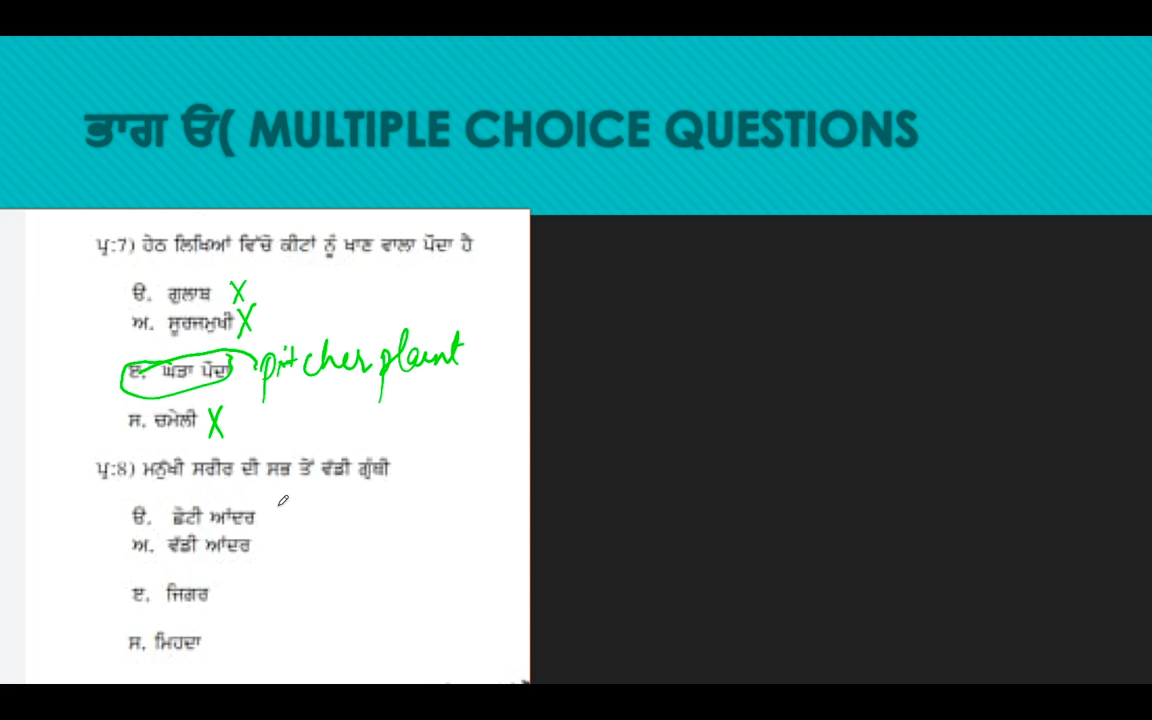 ਭਾਗ ੳ( MULTIPLE CHOICE QUESTIONS
ਪ੍ਰ:7) ਹੇਠ ਲਿਖਿਆਂ ਵਿੱਚੋ ਕੀਟਾਂ ਨੂੰ ਖਾਣ ਵਾਲਾ ਪੌਦਾ ਹੈ
ੳ. ਗੁਲਾਬ X
ਅ. ਸੂਰਜਮੁਖੀ X
ੲ. ਘੜਾ ਪੌਦਾ pitcher plant
ਸ. ਚਮੇਲੀ X
ਪ੍ਰ:8) ਮਨੁੱਖੀ ਸਰੀਰ ਦੀ ਸਭ ਤੋਂ ਵੱਡੀ ਗ੍ਰੰਥੀ
ੳ. ਛੋਟੀ ਆਂਦਰ
ਅ. ਵੱਡੀ ਆਂਦਰ
ੲ. ਜਿਗਰ
ਸ. ਮਿਹਦਾ